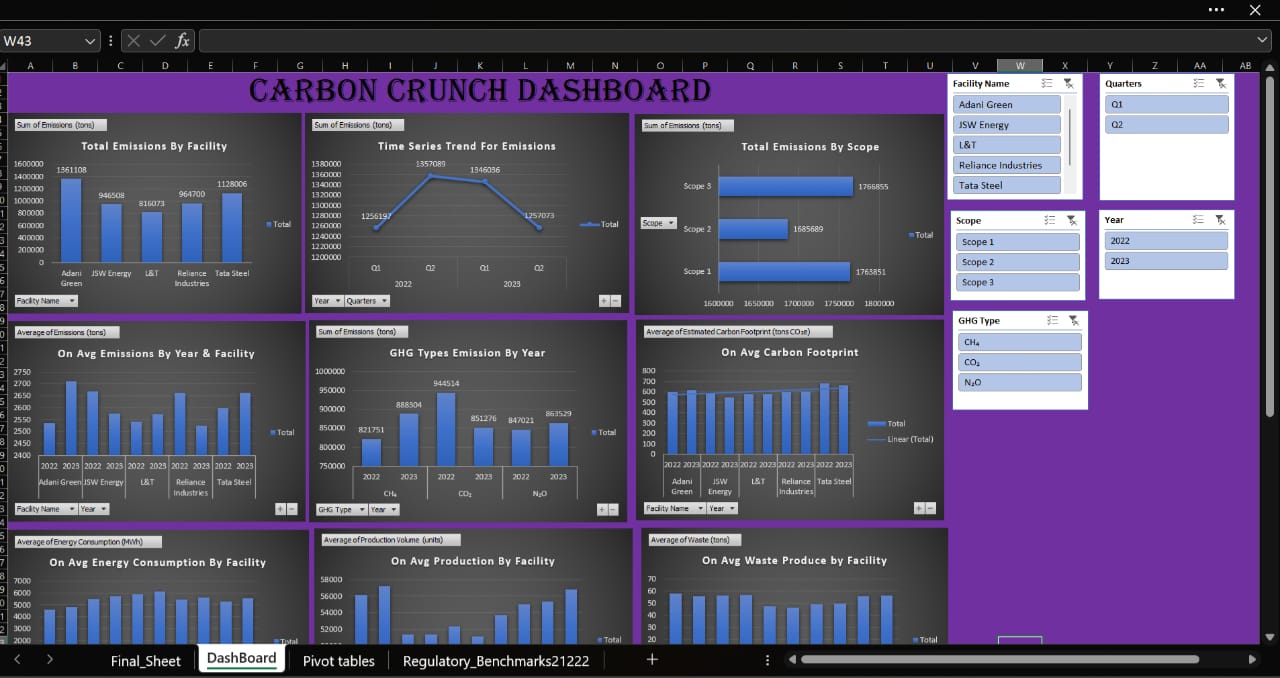 W43
fx
A B C D E F G H I J K L M N O P Q R S T U V W X Y Z AA AB
CARBON CRUNCH DASHBOARD
Sum of Emissions (tons)
Total Emissions By Facility
1600000
1400000
1200000
1000000
800000
600000
400000
200000
0
1361108
946508
816073
964700
1128006
Adani Green
JSW Energy
L&T
Reliance Industries
Tata Steel
Total
Facility Name
Sum of Emissions (tons)
Time Series Trend For Emissions
1380000
1360000
1340000
1320000
1300000
1280000
1260000
1240000
1220000
1200000
1256197
1357089
1346036
1257073
Q1 Q2 Q1 Q2
2022 2023
Total
Year Quarters
Sum of Emissions (tons)
Total Emissions By Scope
Scope
Scope 3 1766855
Scope 2 1685689
Scope 1 1763851
1600000 1650000 1700000 1750000 1800000
Total
Average of Emissions (tons)
On Avg Emissions By Year & Facility
2750
2700
2650
2600
2550
2500
2450
2400
2022 2023 2022 2023 2022 2023 2022 2023 2022 2023
Adani Green JSW Energy L&T Reliance Industries Tata Steel
Total
Facility Name Year
Sum of Emissions (tons)
GHG Types Emission By Year
1000000
950000
900000
850000
800000
750000
821751
888304
944514
851276
847021
863529
2022 2023 2022 2023 2022 2023
CH₄ CO₂ N₂O
Total
GHG Type Year
Average of Estimated Carbon Footprint (tons CO₂e)
On Avg Carbon Footprint
800
700
600
500
400
300
200
100
0
2022 2023 2022 2023 2022 2023 2022 2023 2022 2023
Adani Green JSW Energy L&T Reliance Industries Tata Steel
Total
Linear (Total)
Facility Name Year
Average of Energy Consumption (MWh)
On Avg Energy Consumption By Facility
7000
6000
5000
4000
3000
2000
Total
Average of Production Volume (units)
On Avg Production By Facility
58000
56000
54000
52000
50000
Total
Average of Waste (tons)
On Avg Waste Produce by Facility
70
60
50
40
30
20
Total
Facility Name
Adani Green
JSW Energy
L&T
Reliance Industries
Tata Steel
Quarters
Q1
Q2
Scope
Scope 1
Scope 2
Scope 3
Year
2022
2023
GHG Type
CH₄
CO₂
N₂O
Final_Sheet DashBoard Pivot tables Regulatory_Benchmarks21222